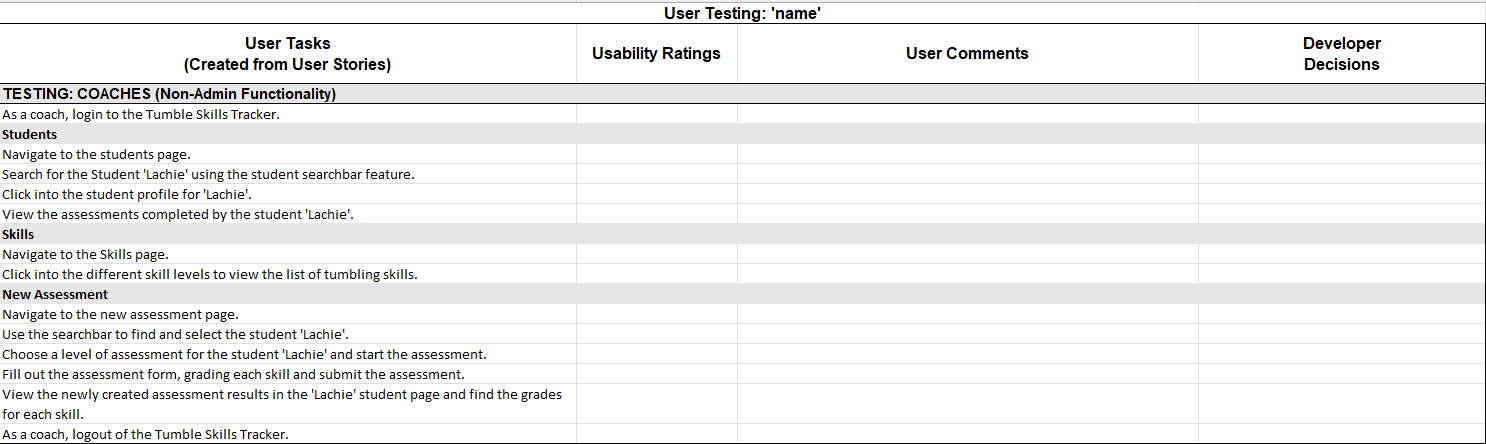 User Testing: 'name'
User Tasks
(Created from User Stories)
Usability Ratings
User Comments
Developer
Decisions
TESTING: COACHES (Non-Admin Functionality)
As a coach, login to the Tumble Skills Tracker.
Students
Navigate to the students page.
Search for the Student 'Lachie' using the student searchbar feature.
Click into the student profile for 'Lachie'.
View the assessments completed by the student 'Lachie'.
Skills
Navigate to the Skills page.
Click into the different skill levels to view the list of tumbling skills.
New Assessment
Navigate to the new assessment page.
Use the searchbar to find and select the student 'Lachie'.
Choose a level of assessment for the student 'Lachie' and start the assessment.
Fill out the assessment form, grading each skill and submit the assessment.
View the newly created assessment results in the 'Lachie' student page and find the grades
for each skill.
As a coach, logout of the Tumble Skills Tracker.